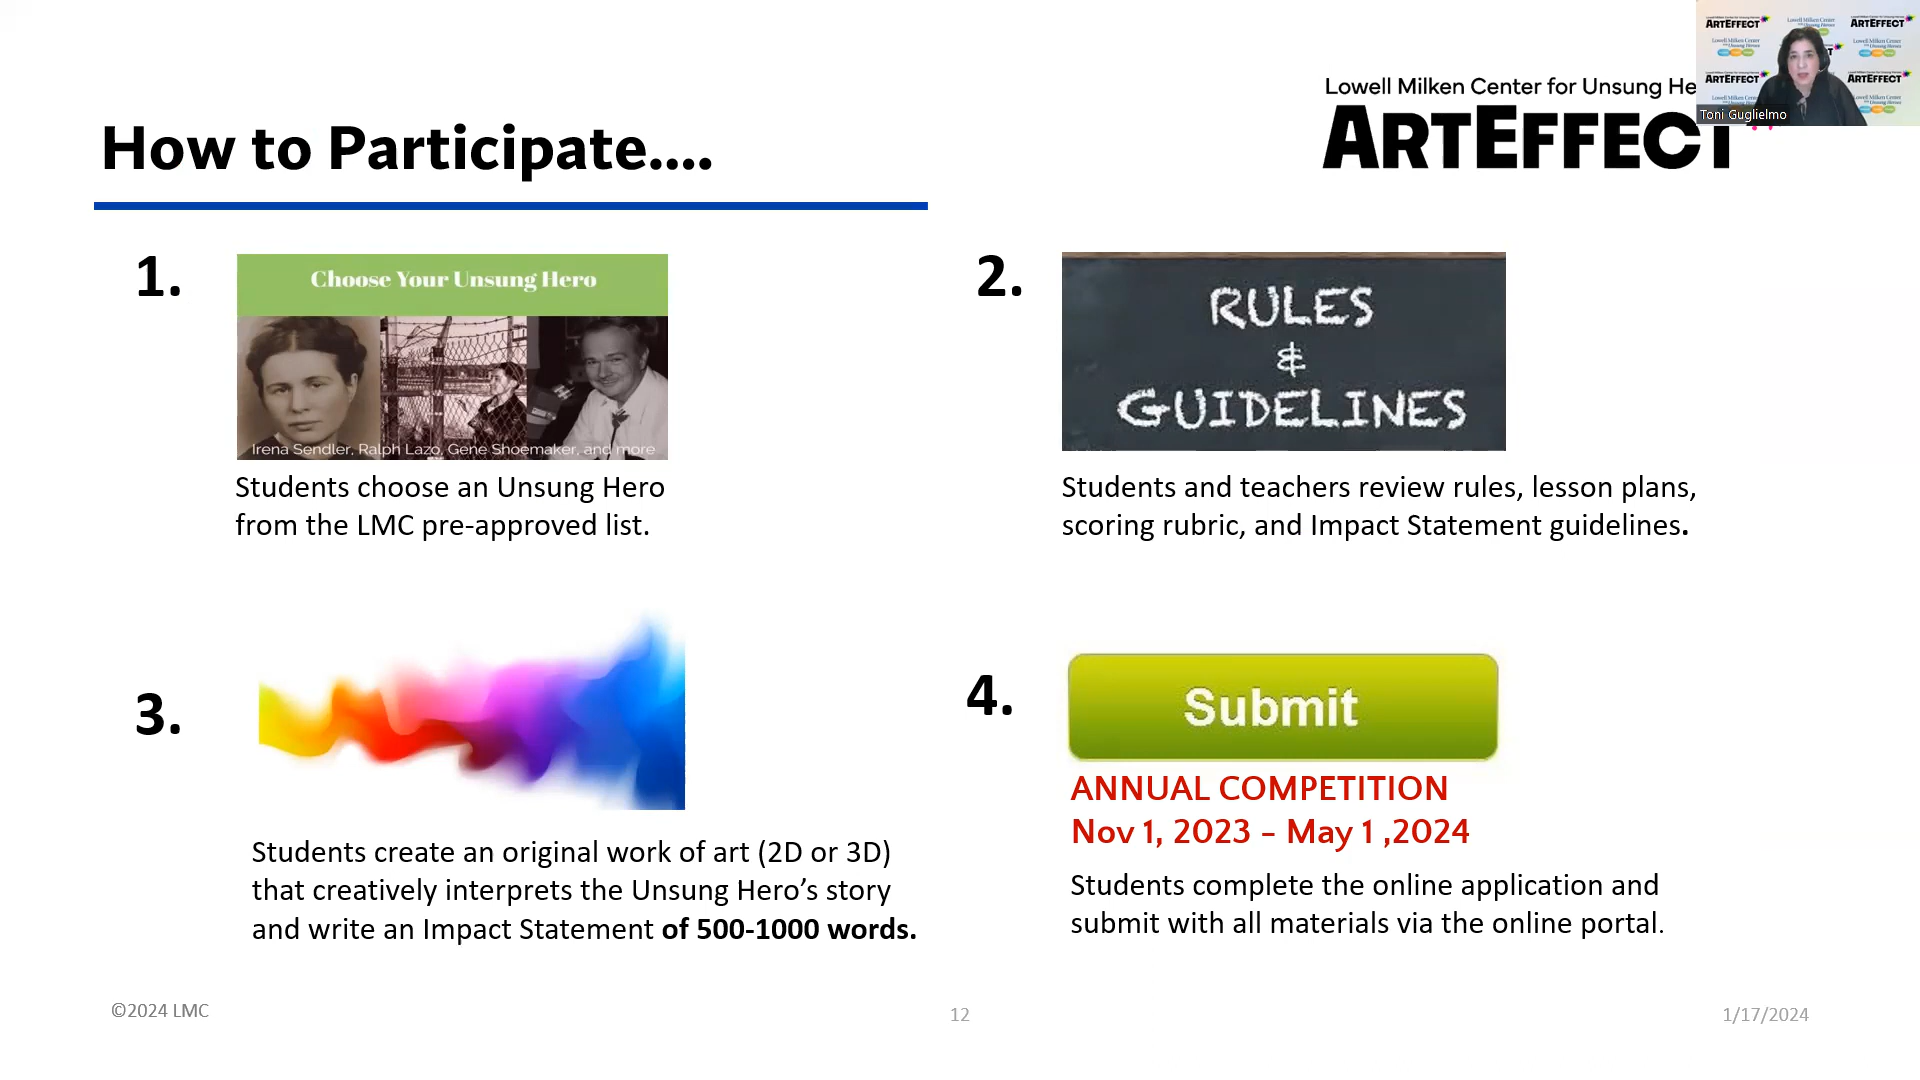 Lowell Milken Center for Unsung He
ARTEFFECT
Toni Guglielmo
How to Participate....
1.
Choose Your Unsung Hero
Irena Sendler, Ralph Lazo, Gene Shoemaker, and more
Students choose an Unsung Hero
from the LMC pre-approved list.
2.
RULES
&
GUIDELINES
Students and teachers review rules, lesson plans,
scoring rubric, and Impact Statement guidelines.
3.
Students create an original work of art (2D or 3D)
that creatively interprets the Unsung Hero’s story
and write an Impact Statement of 500-1000 words.
4.
Submit
ANNUAL COMPETITION
Nov 1, 2023 – May 1 ,2024
Students complete the online application and
submit with all materials via the online portal.
©2024 LMC
12
1/17/2024